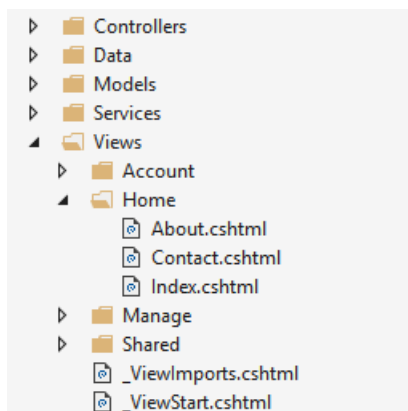 Controllers
Data
Models
Services
Views
Account
Home
About.cshtml
Contact.cshtml
Index.cshtml
Manage
Shared
_ViewImports.cshtml
_ViewStart.cshtml